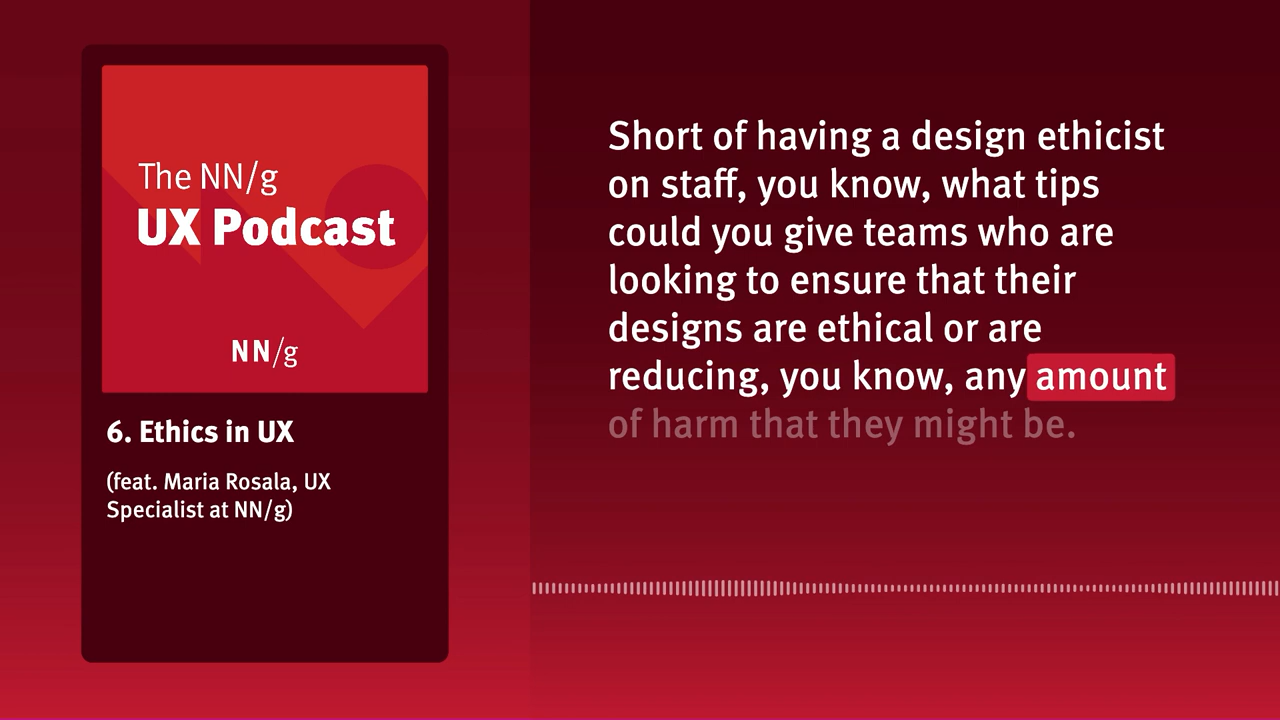 The NN/g
UX Podcast
NN/g
6. Ethics in UX
(feat. Maria Rosala, UX
Specialist at NN/g)
Short of having a design ethicist
on staff, you know, what tips
could you give teams who are
looking to ensure that their
designs are ethical or are
reducing, you know, any amount
of harm that they might be.